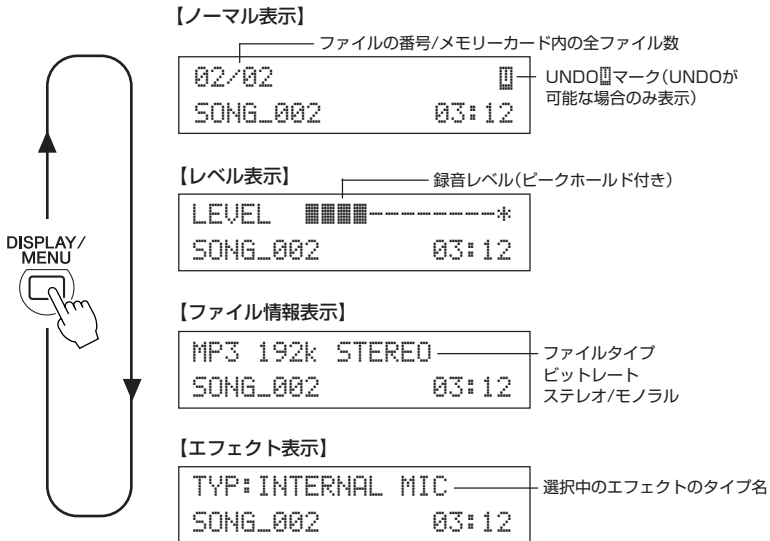 【ノーマル表示】
ファイルの番号/メモリーカード内の全ファイル数
02/02
SONG_002 03:12
UNDOマーク(UNDOが
可能な場合のみ表示)
【レベル表示】
録音レベル(ピークホールド付き)
LEVEL --------*
SONG_002 03:12
DISPLAY/
MENU
【ファイル情報表示】
MP3 192k STEREO
SONG_002 03:12
ファイルタイプ
ビットレート
ステレオ/モノラル
【エフェクト表示】
TYP:INTERNAL MIC
SONG_002 03:12
選択中のエフェクトのタイプ名